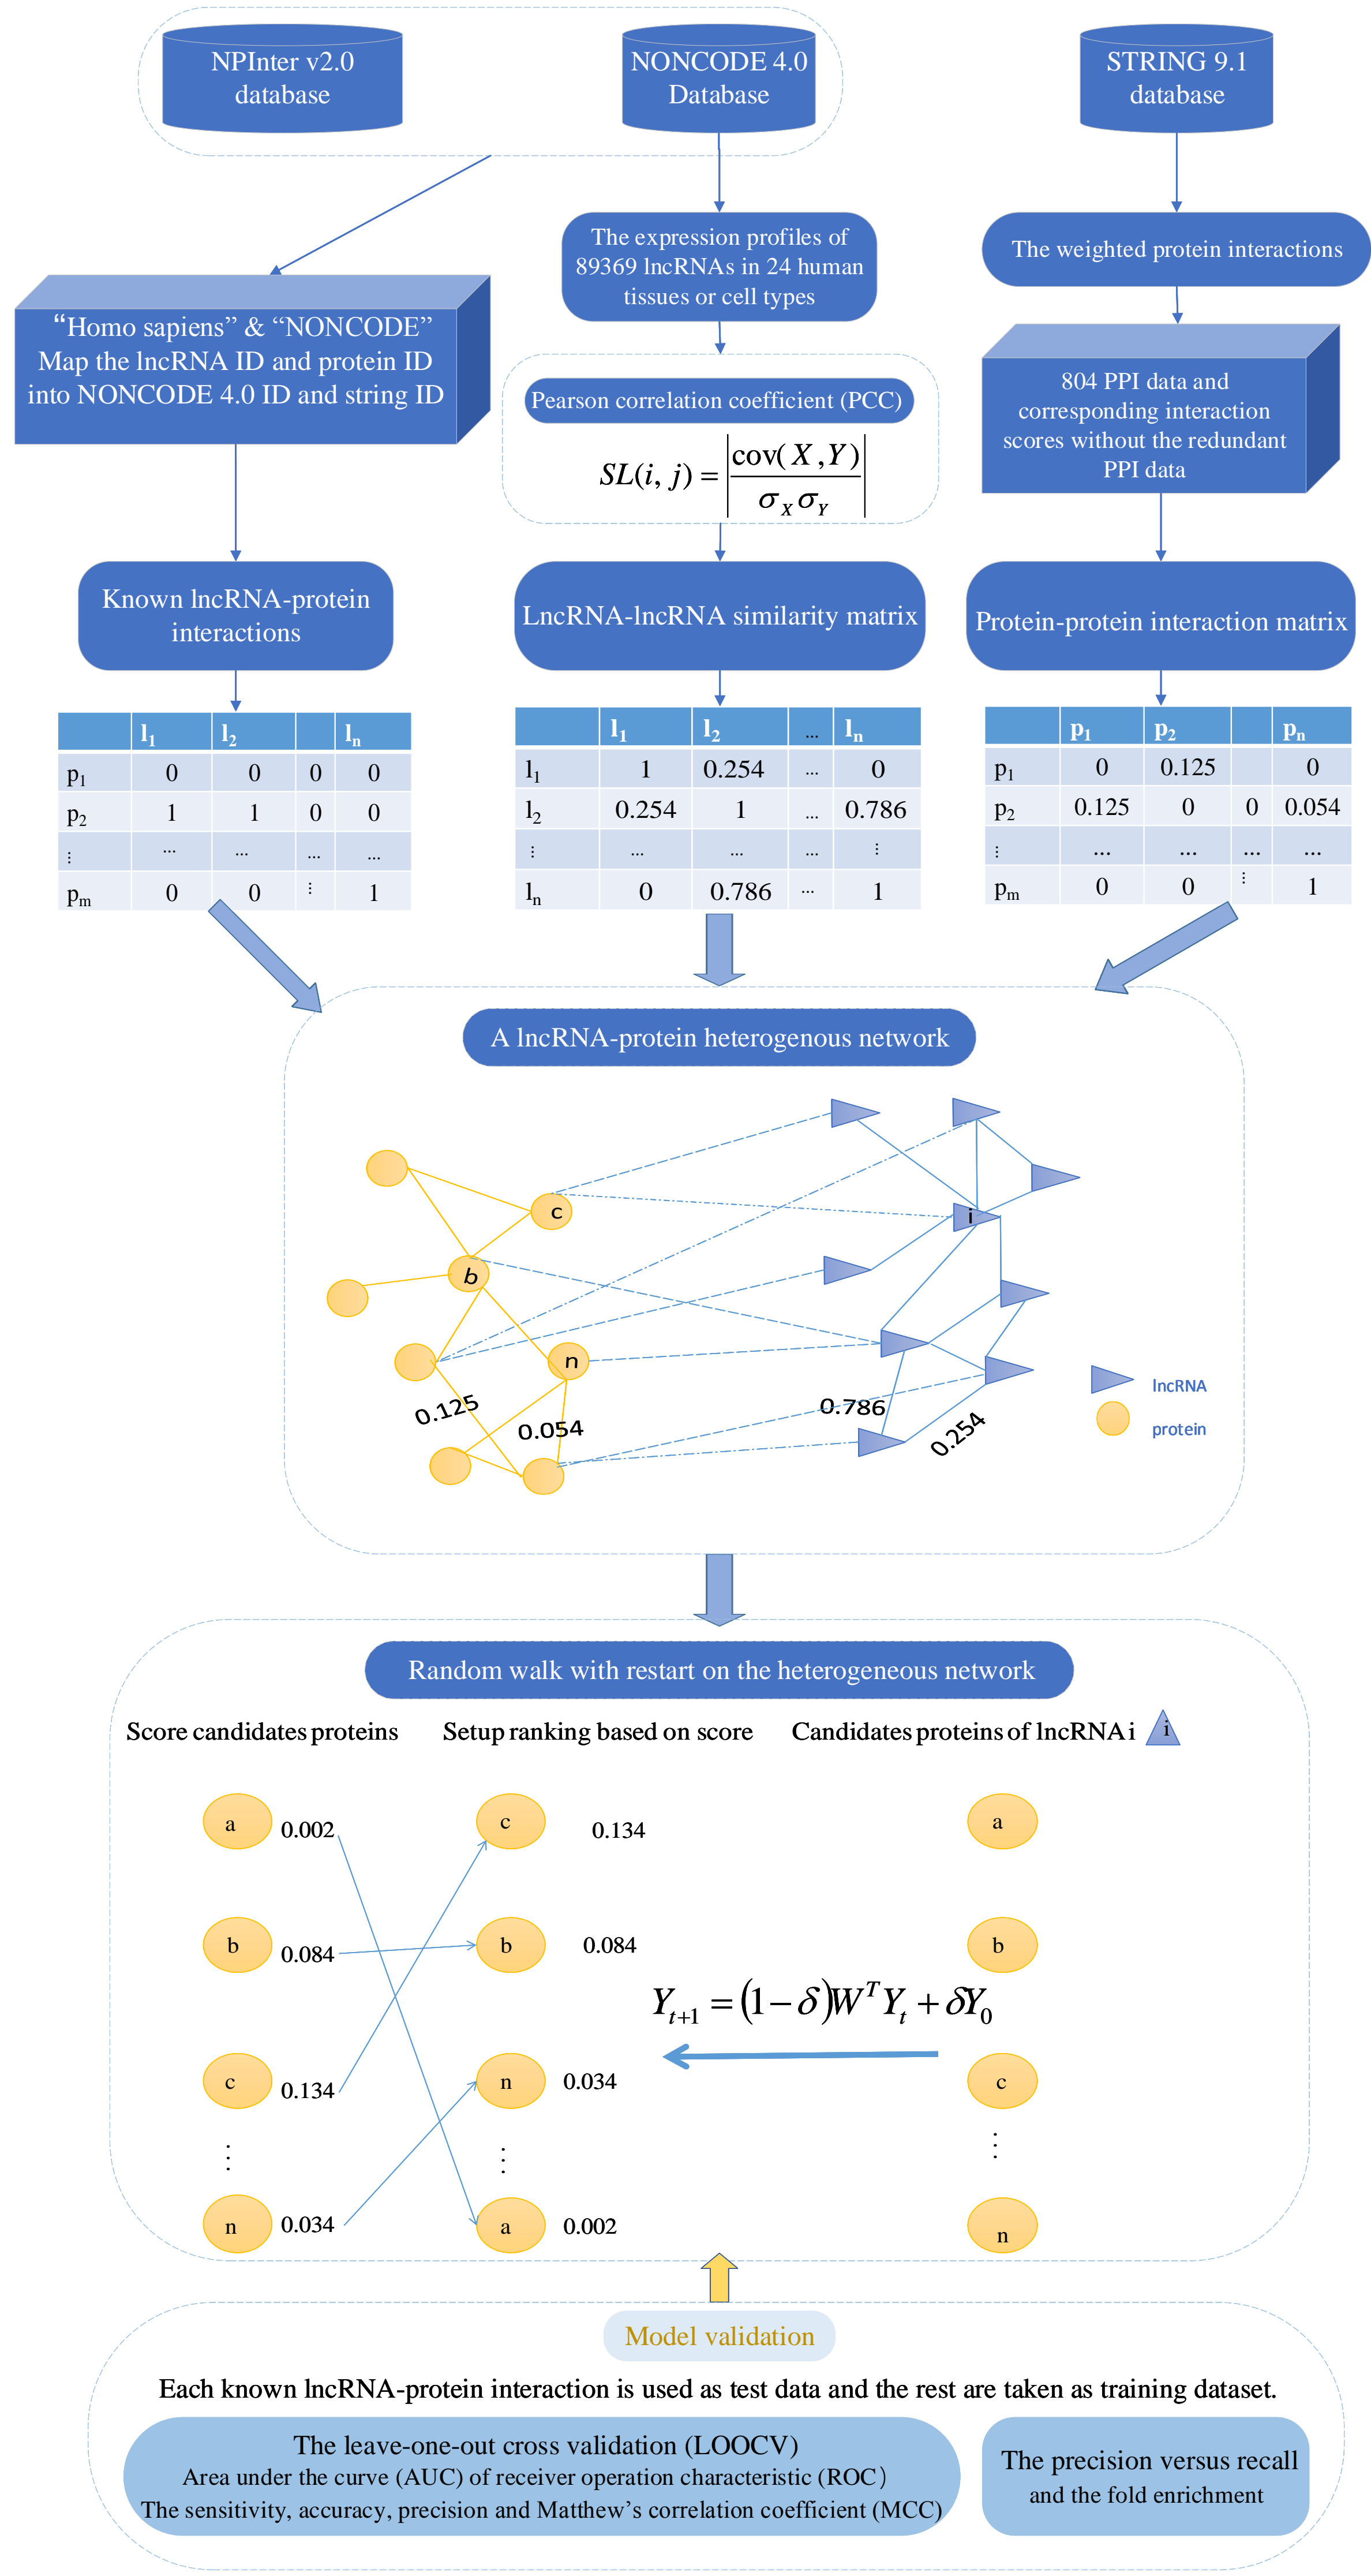 NPInter v2.0
database
NONCODE 4.0
Database
STRING 9.1
database
The expression profiles of
89369 lncRNAs in 24 human
tissues or cell types
The weighted protein interactions
“Homo sapiens” & “NONCODE”
Map the lncRNA ID and protein ID
into NONCODE 4.0 ID and string ID
Pearson correlation coefficient (PCC)
SL(i, j) = |cov(X,Y) / σ_X σ_Y|
804 PPI data and
corresponding interaction
scores without the redundant
PPI data
Known lncRNA-protein
interactions
LncRNA-lncRNA similarity matrix
Protein-protein interaction matrix
l1 l2 ln
p1 0 0 0 0
p2 1 1 0 0
⋮ ... ... ... ...
pm 0 0 ⋮ 1
l1 l2 ... ln
l1 1 0.254 ... 0
l2 0.254 1 ... 0.786
⋮ ... ... ... ⋮
ln 0 0.786 ... 1
p1 p2 pn
p1 0 0.125 0
p2 0.125 0 0 0.054
⋮ ... ... ... ...
pm 0 0 ⋮ 1
A lncRNA-protein heterogenous network
c
i
b
n
0.125
0.054
0.786
0.254
lncRNA
protein
Random walk with restart on the heterogeneous network
Score candidates proteins
Setup ranking based on score
Candidates proteins of lncRNA i
i
a 0.002
c 0.134
a
b 0.084
b 0.084
b
Y_{t+1} = (1−δ)W^T Y_t + δY_0
c 0.134
n 0.034
c
⋮
⋮
⋮
n 0.034
a 0.002
n
Model validation
Each known lncRNA-protein interaction is used as test data and the rest are taken as training dataset.
The leave-one-out cross validation (LOOCV)
Area under the curve (AUC) of receiver operation characteristic (ROC)
The sensitivity, accuracy, precision and Matthew’s correlation coefficient (MCC)
The precision versus recall
and the fold enrichment